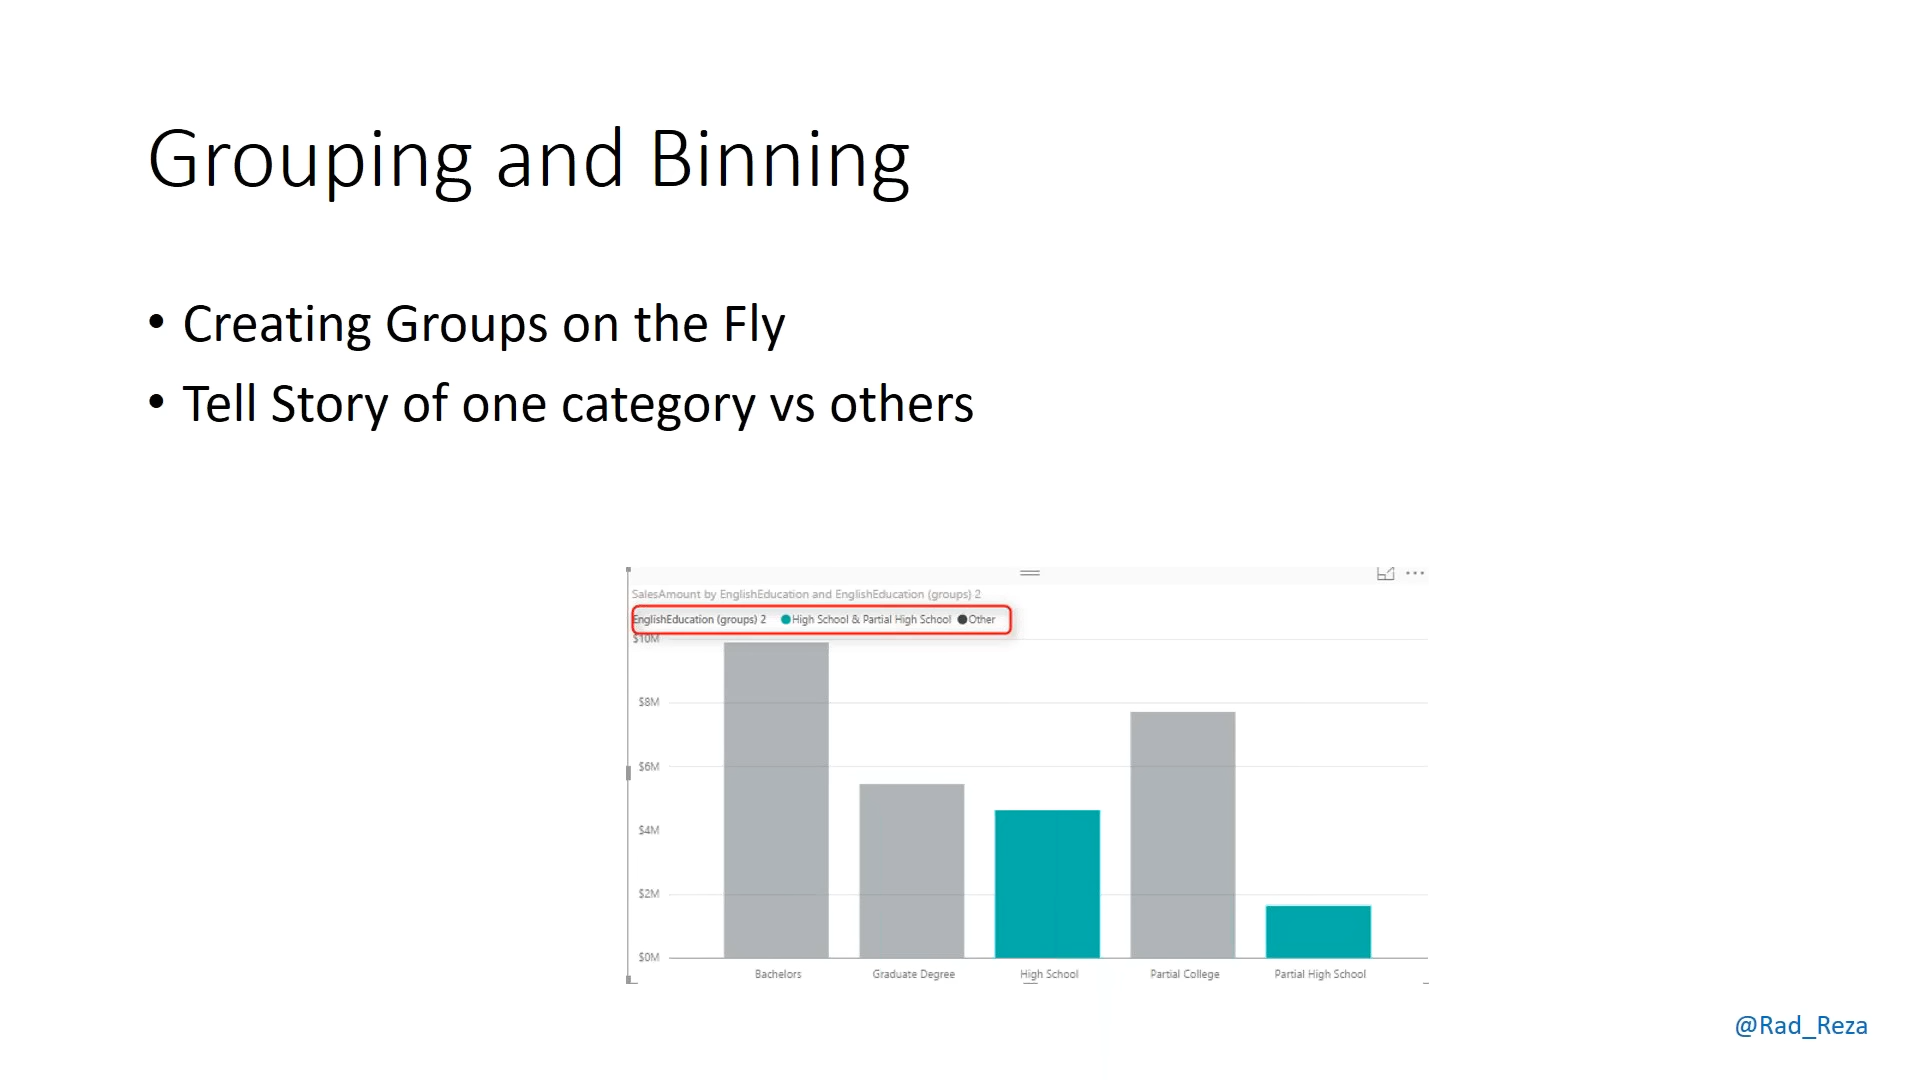 Grouping and Binning
• Creating Groups on the Fly
• Tell Story of one category vs others
SalesAmount by EnglishEducation and EnglishEducation (groups) 2
EnglishEducation (groups) 2 High School & Partial High School Other
$10M
$8M
$6M
$4M
$2M
$0M
Bachelors Graduate Degree High School Partial College Partial High School
@Rad_Reza